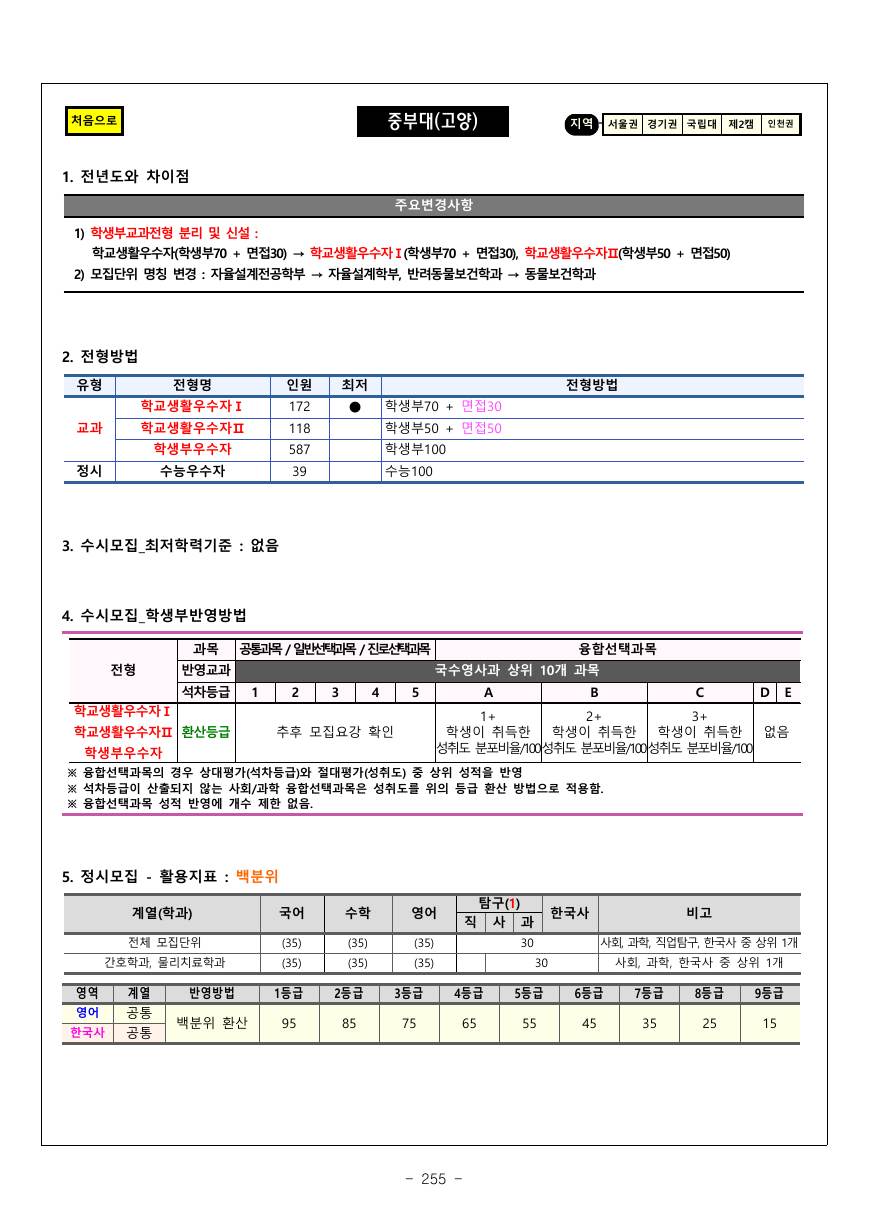 처음으로
중부대(고양)
지역 서울권 경기권 국립대 제2캠 인천권
1. 전년도와 차이점
주요변경사항
1) 학생부교과전형 분리 및 신설 :
학교생활우수자(학생부70 + 면접30) → 학교생활우수자Ⅰ(학생부70 + 면접30), 학교생활우수자Ⅱ(학생부50 + 면접50)
2) 모집단위 명칭 변경 : 자율설계전공학부 → 자율설계학부, 반려동물보건학과 → 동물보건학과
2. 전형방법
유형 전형명 인원 최저 전형방법
교과
학교생활우수자Ⅰ 172 ● 학생부70 + 면접30
학교생활우수자Ⅱ 118 학생부50 + 면접50
학생부우수자 587 학생부100
정시 수능우수자 39 수능100
3. 수시모집_최저학력기준 : 없음
4. 수시모집_학생부반영방법
전형
과목 공통과목 / 일반선택과목 / 진로선택과목 융합선택과목
반영교과 국수영사과 상위 10개 과목
석차등급 1 2 3 4 5 A B C D E
학교생활우수자Ⅰ
학교생활우수자Ⅱ
학생부우수자
환산등급 추후 모집요강 확인
1+
학생이 취득한
성취도 분포비율/100
2+
학생이 취득한
성취도 분포비율/100
3+
학생이 취득한
성취도 분포비율/100
없음
※ 융합선택과목의 경우 상대평가(석차등급)와 절대평가(성취도) 중 상위 성적을 반영
※ 석차등급이 산출되지 않는 사회/과학 융합선택과목은 성취도를 위의 등급 환산 방법으로 적용함.
※ 융합선택과목 성적 반영에 개수 제한 없음.
5. 정시모집 - 활용지표 : 백분위
계열(학과) 국어 수학 영어 탐구(1) 한국사 비고
직 사 과
전체 모집단위 (35) (35) (35) 30 사회, 과학, 직업탐구, 한국사 중 상위 1개
간호학과, 물리치료학과 (35) (35) (35) 30 사회, 과학, 한국사 중 상위 1개
영역 계열 반영방법 1등급 2등급 3등급 4등급 5등급 6등급 7등급 8등급 9등급
영어 공통
백분위 환산 95 85 75 65 55 45 35 25 15
한국사 공통
- 255 -